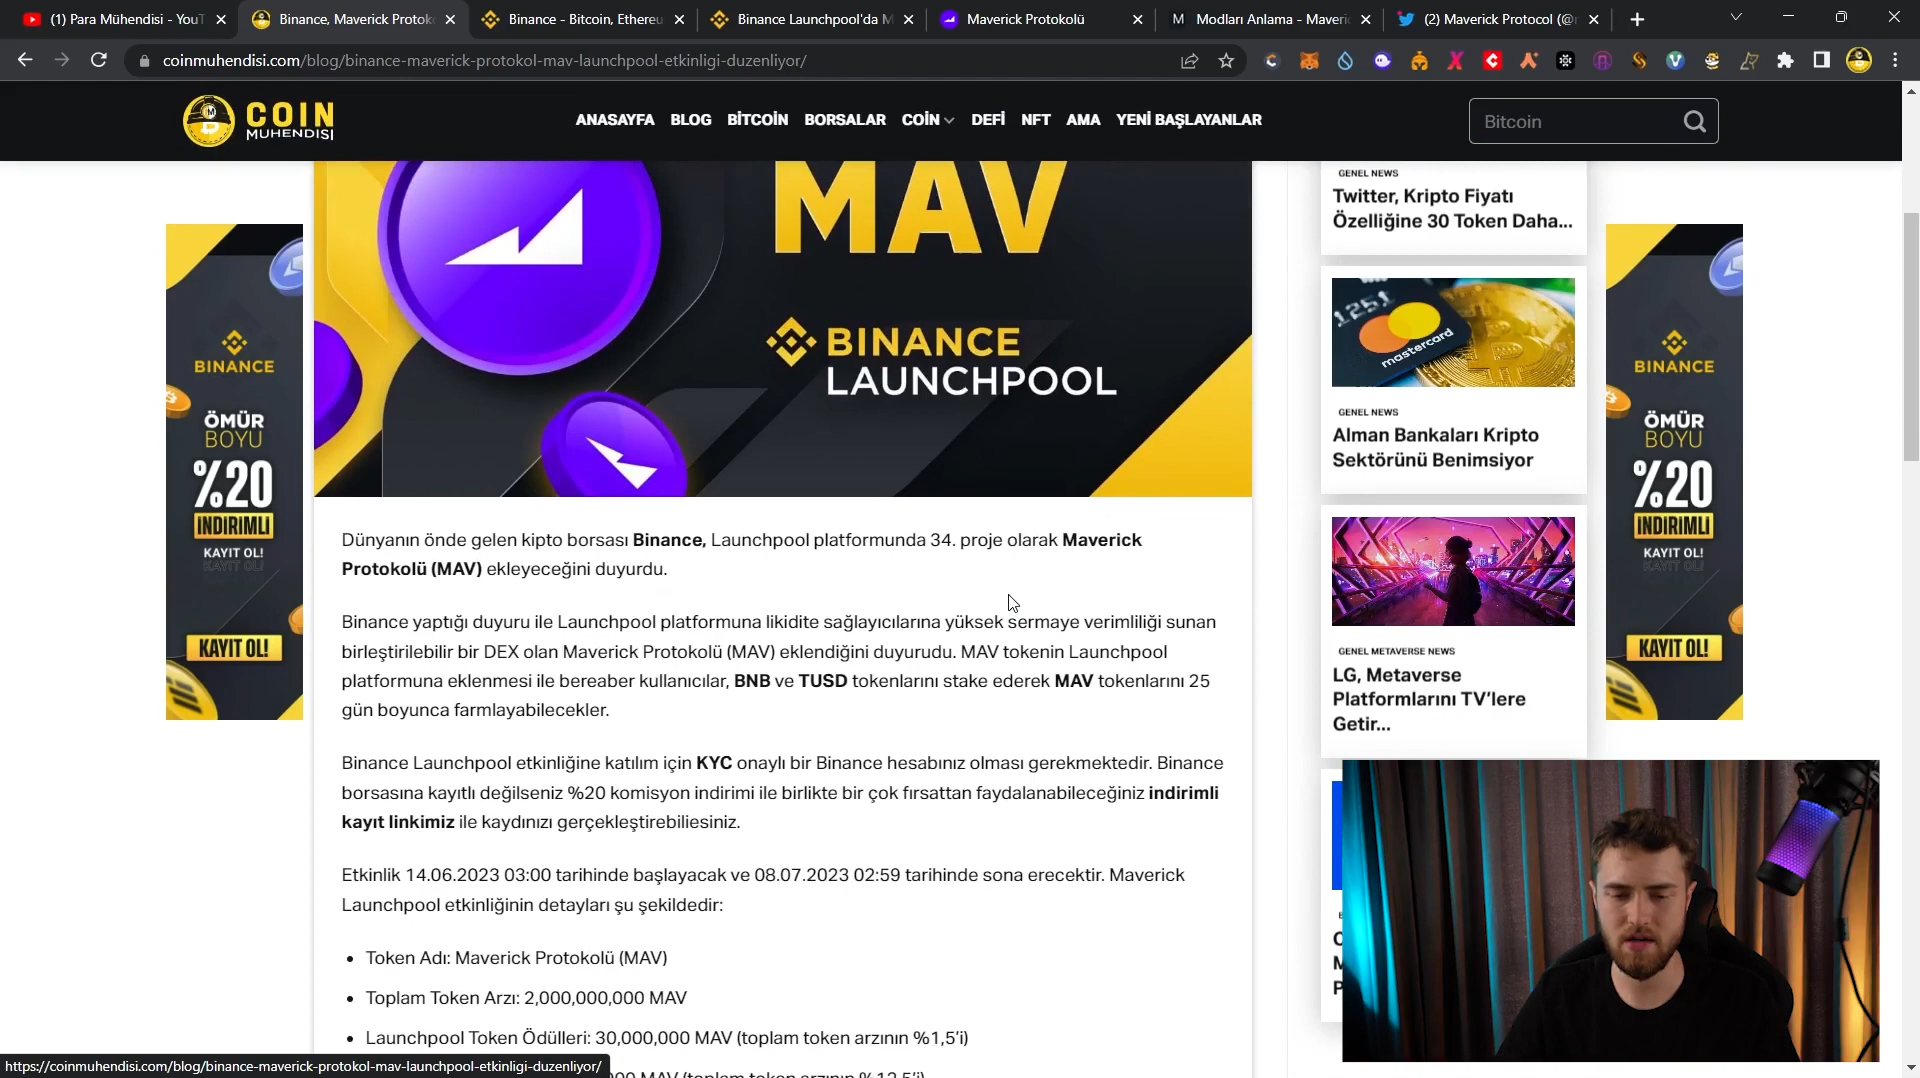 (1) Para Mühendisi - YouT
Binance, Maverick Protok
Binance - Bitcoin, Ethereu
Binance Launchpool'da M
Maverick Protokolü
Modları Anlama - Maveric
(2) Maverick Protocol (@
coinmuhendisi.com/blog/binance-maverick-protokol-mav-launchpool-etkinligi-duzenliyor/
COIN
MUHENDISI
ANASAYFA BLOG BİTCOİN BORSALAR COİN DEFİ NFT AMA YENİ BAŞLAYANLAR
Bitcoin
MAV
BINANCE
LAUNCHPOOL
BINANCE
ÖMÜR
BOYU
%20
INDIRIMLI
KAYIT OL!
KAYIT OL!
KAYIT OL!
Dünyanın önde gelen kipto borsası Binance, Launchpool platformunda 34. proje olarak Maverick
Protokolü (MAV) ekleyeceğini duyurdu.
Binance yaptığı duyuru ile Launchpool platformuna likidite sağlayıcılarına yüksek sermaye verimliliği sunan
birleştirilebilir bir DEX olan Maverick Protokolü (MAV) eklendiğini duyurudu. MAV tokenin Launchpool
platformuna eklenmesi ile bereaber kullanıcılar, BNB ve TUSD tokenlarını stake ederek MAV tokenlarını 25
gün boyunca farmlayabilecekler.
Binance Launchpool etkinliğine katılım için KYC onaylı bir Binance hesabınız olması gerekmektedir. Binance
borsasına kayıtlı değilseniz %20 komisyon indirimi ile birlikte bir çok fırsattan faydalanabileceğiniz indirimli
kayıt linkimiz ile kaydınızı gerçekleştirebiliesiniz.
Etkinlik 14.06.2023 03:00 tarihinde başlayacak ve 08.07.2023 02:59 tarihinde sona erecektir. Maverick
Launchpool etkinliğinin detayları şu şekildedir:
• Token Adı: Maverick Protokolü (MAV)
• Toplam Token Arzı: 2,000,000,000 MAV
• Launchpool Token Ödülleri: 30,000,000 MAV (toplam token arzının %1,5'i)
GENEL NEWS
Twitter, Kripto Fiyatı
Özelliğine 30 Token Daha...
1251
mastercard
GENEL NEWS
Alman Bankaları Kripto
Sektörünü Benimsiyor
GENEL METAVERSE NEWS
LG, Metaverse
Platformlarını TV'lere
Getir...
BINANCE
ÖMÜR
BOYU
%20
INDIRIMLI
KAYIT OL!
KAYIT OL!
KAYIT OL!
https://coinmuhendisi.com/blog/binance-maverick-protokol-mav-launchpool-etkinligi-duzenliyor/